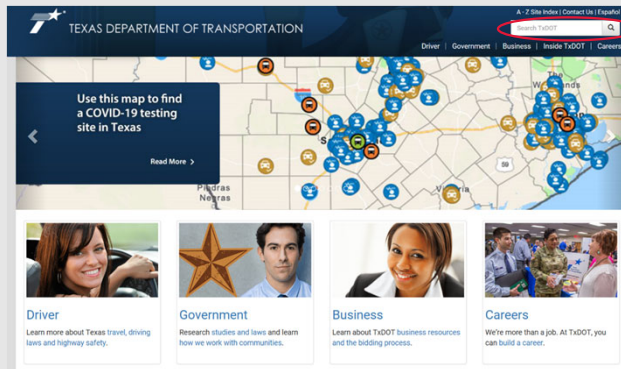 A - Z Site Index | Contact Us | Español
TEXAS DEPARTMENT OF TRANSPORTATION
Search TxDOT
Driver | Government | Business | Inside TxDOT | Careers
Use this map to find
a COVID-19 testing
site in Texas
Read More >
The
59
Piedras
Negras
Driver
Learn more about Texas travel, driving
laws and highway safety.
Government
Research studies and laws and learn
how we work with communities.
Business
Learn about TxDOT business resources
and the bidding process.
Careers
We're more than a job. At TxDOT, you
can build a career.